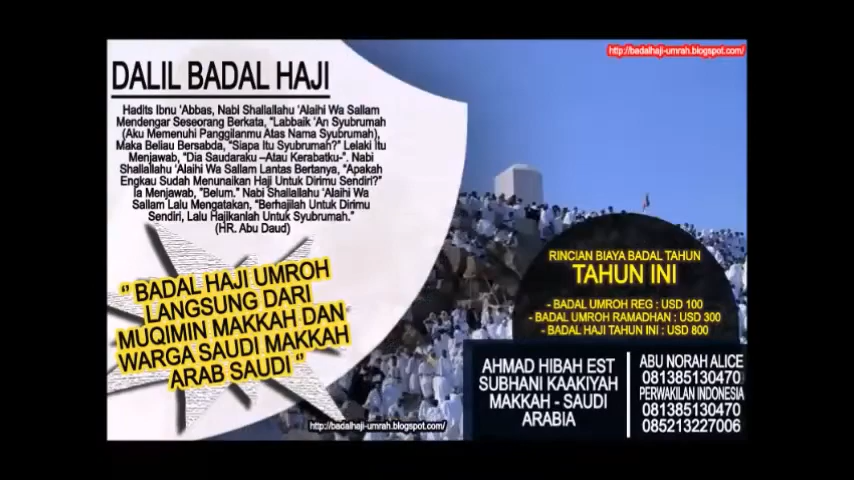 http://badalhaji-umrah.blogspot.com/
DALIL BADAL HAJI
Hadits Ibnu 'Abbas, Nabi Shallallahu 'Alaihi Wa Sallam
Mendengar Seseorang Berkata, "Labbaik 'An Syubrumah
(Aku Memenuhi Panggilanmu Atas Nama Syubrumah),
Maka Beliau Bersabda, "Siapa Itu Syubrumah?" Lelaki Itu
Menjawab, "Dia Saudaraku –Atau Kerabatku-". Nabi
Shallallahu 'Alaihi Wa Sallam Lantas Bertanya, "Apakah
Engkau Sudah Menunaikan Haji Untuk Dirimu Sendiri?"
Ia Menjawab, "Belum." Nabi Shallallahu 'Alaihi Wa
Sallam Lalu Mengatakan, "Berhajilah Untuk Dirimu
Sendiri, Lalu Hajikanlah Untuk Syubrumah."
(HR. Abu Daud)
" BADAL HAJI UMROH
LANGSUNG DARI
MUQIMIN MAKKAH DAN
WARGA SAUDI MAKKAH
ARAB SAUDI "
RINCIAN BIAYA BADAL TAHUN
TAHUN INI
- BADAL UMROH REG : USD 100
- BADAL UMROH RAMADHAN : USD 300
- BADAL HAJI TAHUN INI : USD 800
AHMAD HIBAH EST
SUBHANI KAAKIYAH
MAKKAH - SAUDI
ARABIA
ABU NORAH ALICE
081385130470
PERWAKILAN INDONESIA
081385130470
085213227006
http://badalhaji-umrah.blogspot.com/